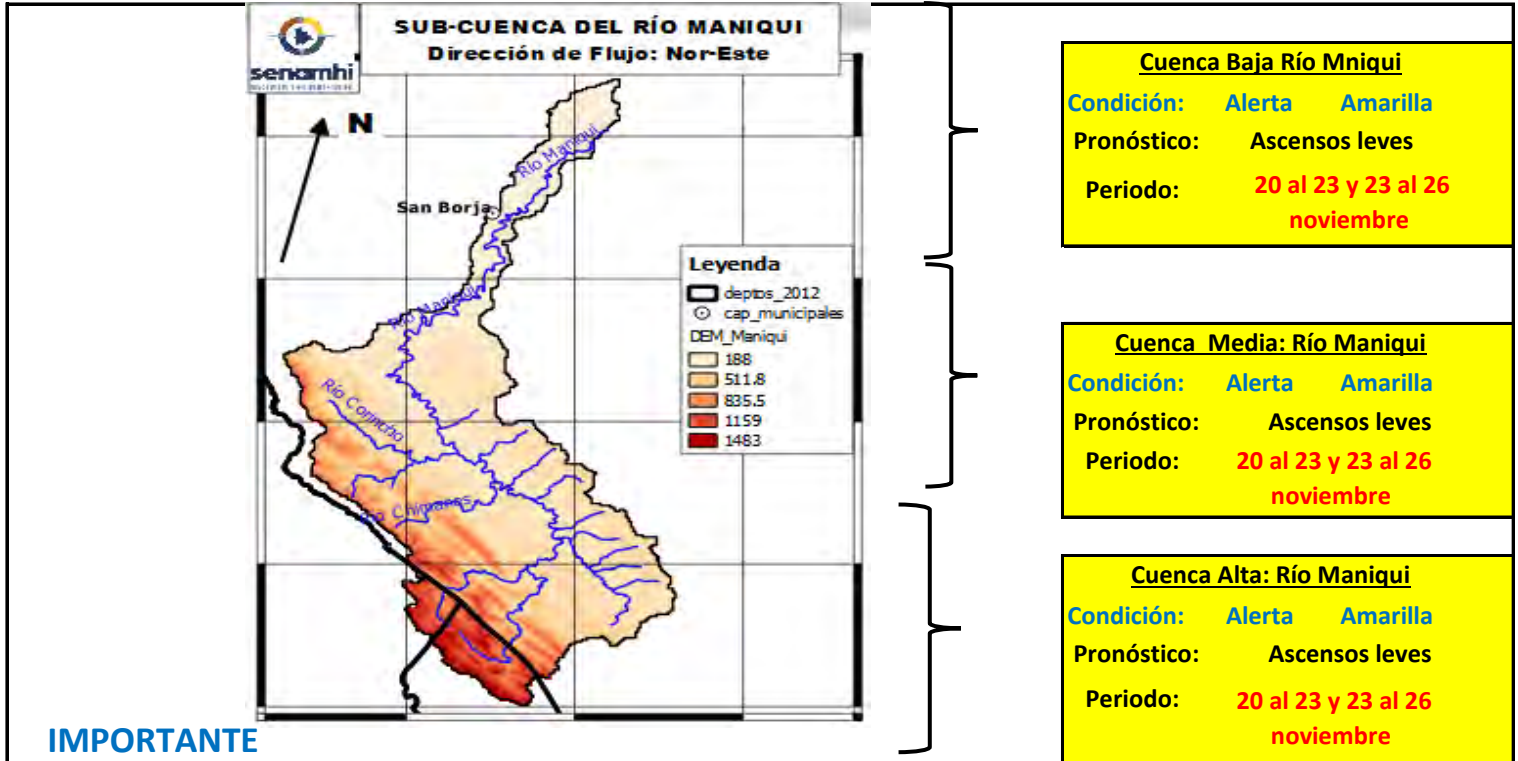 senamhi
SUB-CUENCA DEL RÍO MANIQUI
Dirección de Flujo: Nor-Este
N
Río Maniqui
San Borja
Río Maniqui
Río Corincho
Río Chimanes
Leyenda
deptos_2012
cap_municipales
DEM_Maniqui
188
511.8
835.5
1159
1483
Cuenca Baja Río Mniqui
Condición: Alerta Amarilla
Pronóstico: Ascensos leves
Periodo: 20 al 23 y 23 al 26
noviembre
Cuenca Media: Río Maniqui
Condición: Alerta Amarilla
Pronóstico: Ascensos leves
Periodo: 20 al 23 y 23 al 26
noviembre
Cuenca Alta: Río Maniqui
Condición: Alerta Amarilla
Pronóstico: Ascensos leves
Periodo: 20 al 23 y 23 al 26
noviembre
IMPORTANTE